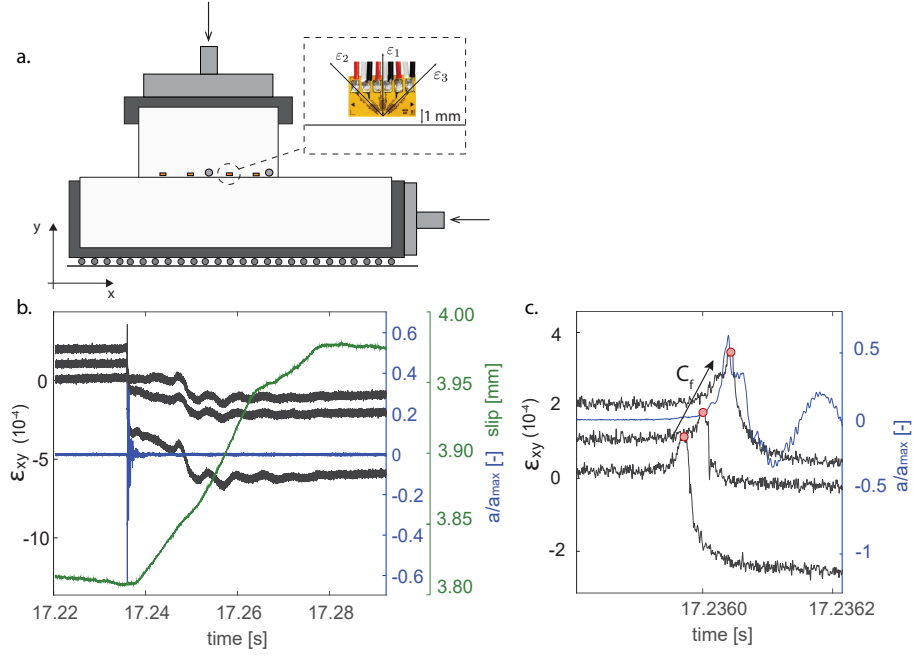 a.
ε₂
ε₁
ε₃
1 mm
y
x
b.
0
-5
-10
εxy (10⁻⁴)
17.22
17.24
17.26
17.28
time [s]
0.6
0.4
0.2
0
-0.2
-0.4
-0.6
a/amax [-]
4.00
3.95
3.90
3.85
3.80
slip [mm]
c.
4
2
0
-2
εxy (10⁻⁴)
Cf
17.2360
17.2362
time [s]
0.5
0
-0.5
-1
a/amax [-]